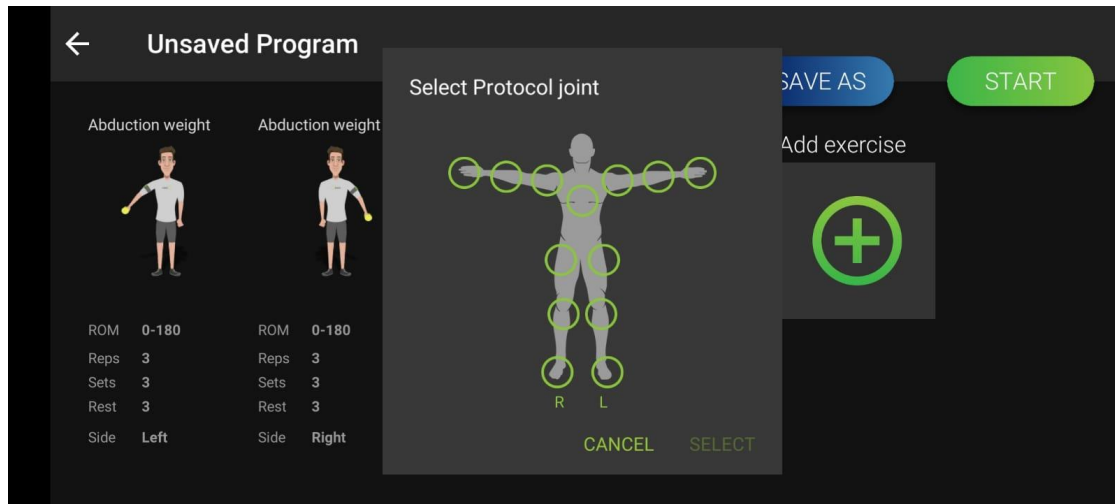 Unsaved Program
Select Protocol joint
SAVE AS
START
Abduction weight
Abduction weight
Add exercise
ROM 0-180
Reps 3
Sets 3
Rest 3
Side Left
ROM 0-180
Reps 3
Sets 3
Rest 3
Side Right
R L
CANCEL SELECT